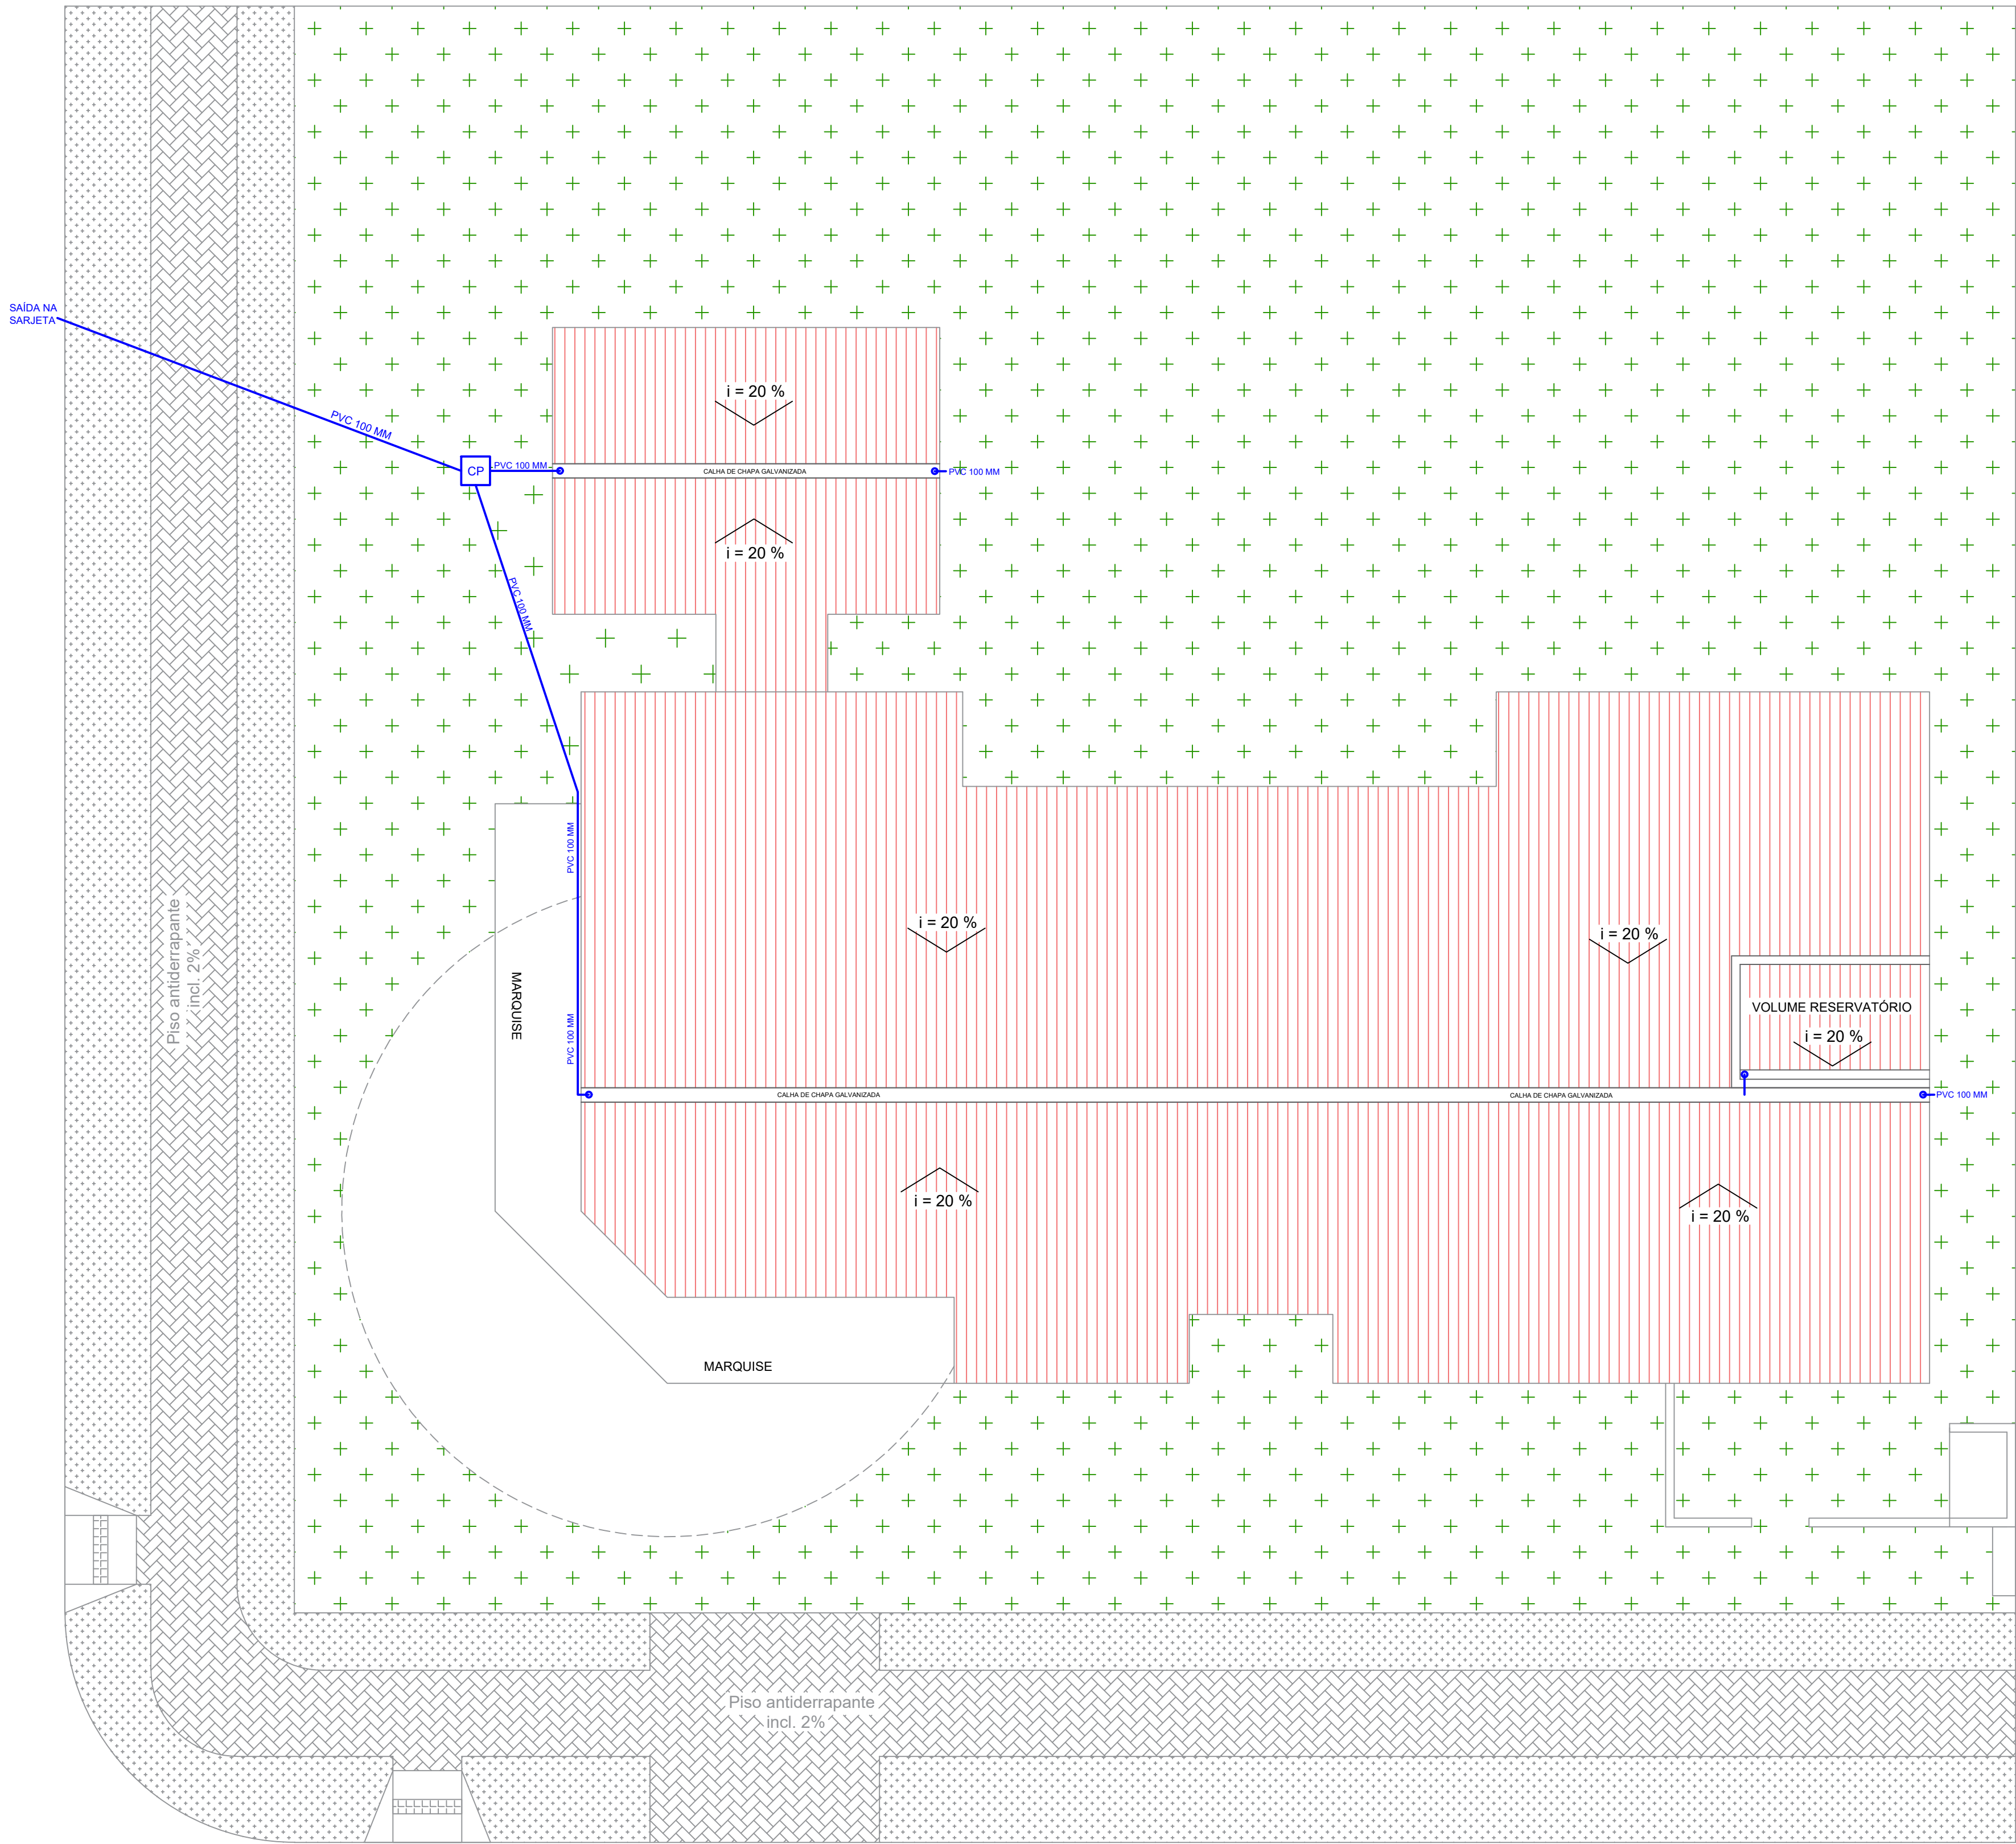 SAÍDA NA
SARJETA
i = 20 %
PVC 100 MM
CP
PVC 100 MM
CALHA DE CHAPA GALVANIZADA
PVC 100 MM
i = 20 %
PVC 100 MM
PVC 100 MM
i = 20 %
i = 20 %
Piso antiderrapante
incl. 2%
MARQUISE
VOLUME RESERVATÓRIO
i = 20 %
PVC 100 MM
CALHA DE CHAPA GALVANIZADA
CALHA DE CHAPA GALVANIZADA
PVC 100 MM
i = 20 %
i = 20 %
MARQUISE
Piso antiderrapante
incl. 2%